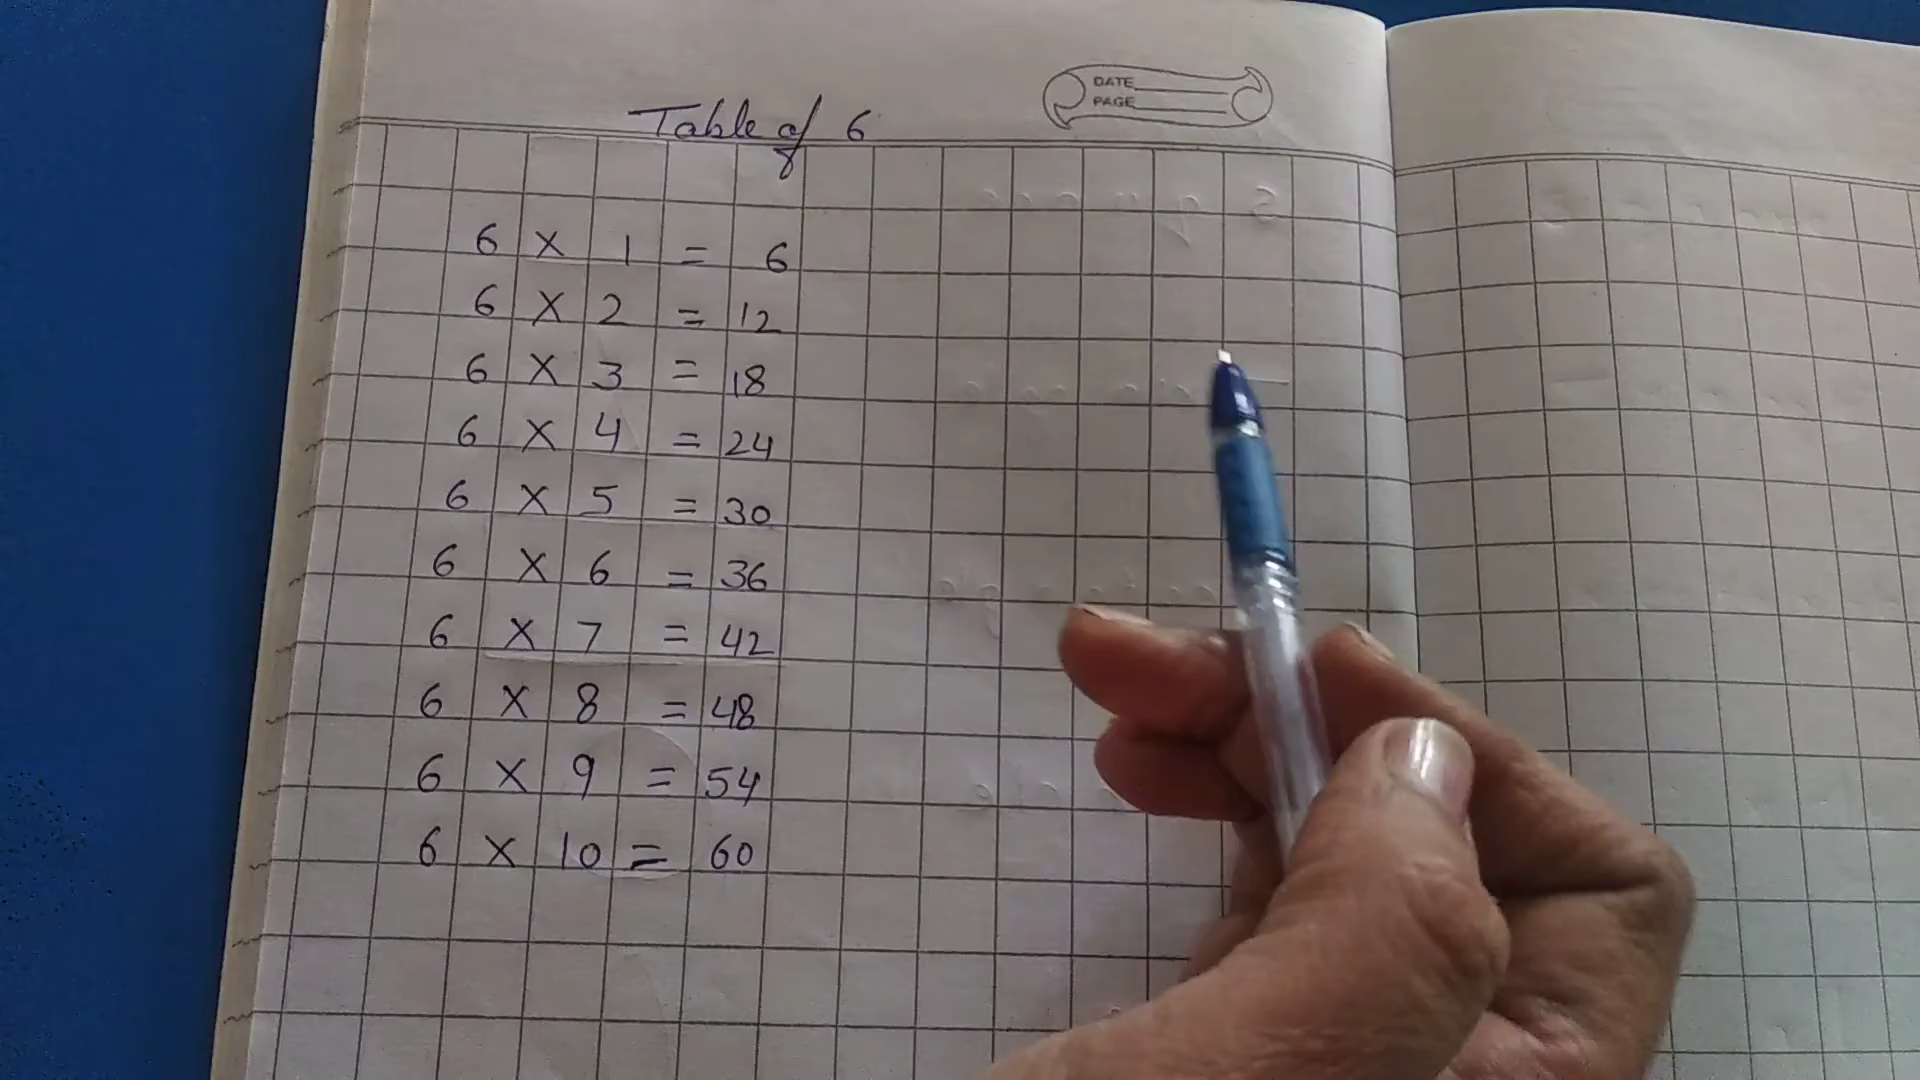 DATE
PAGE
Table of 6
6 X 1 = 6
6 X 2 = 12
6 X 3 = 18
6 X 4 = 24
6 X 5 = 30
6 X 6 = 36
6 X 7 = 42
6 X 8 = 48
6 X 9 = 54
6 X 10 = 60